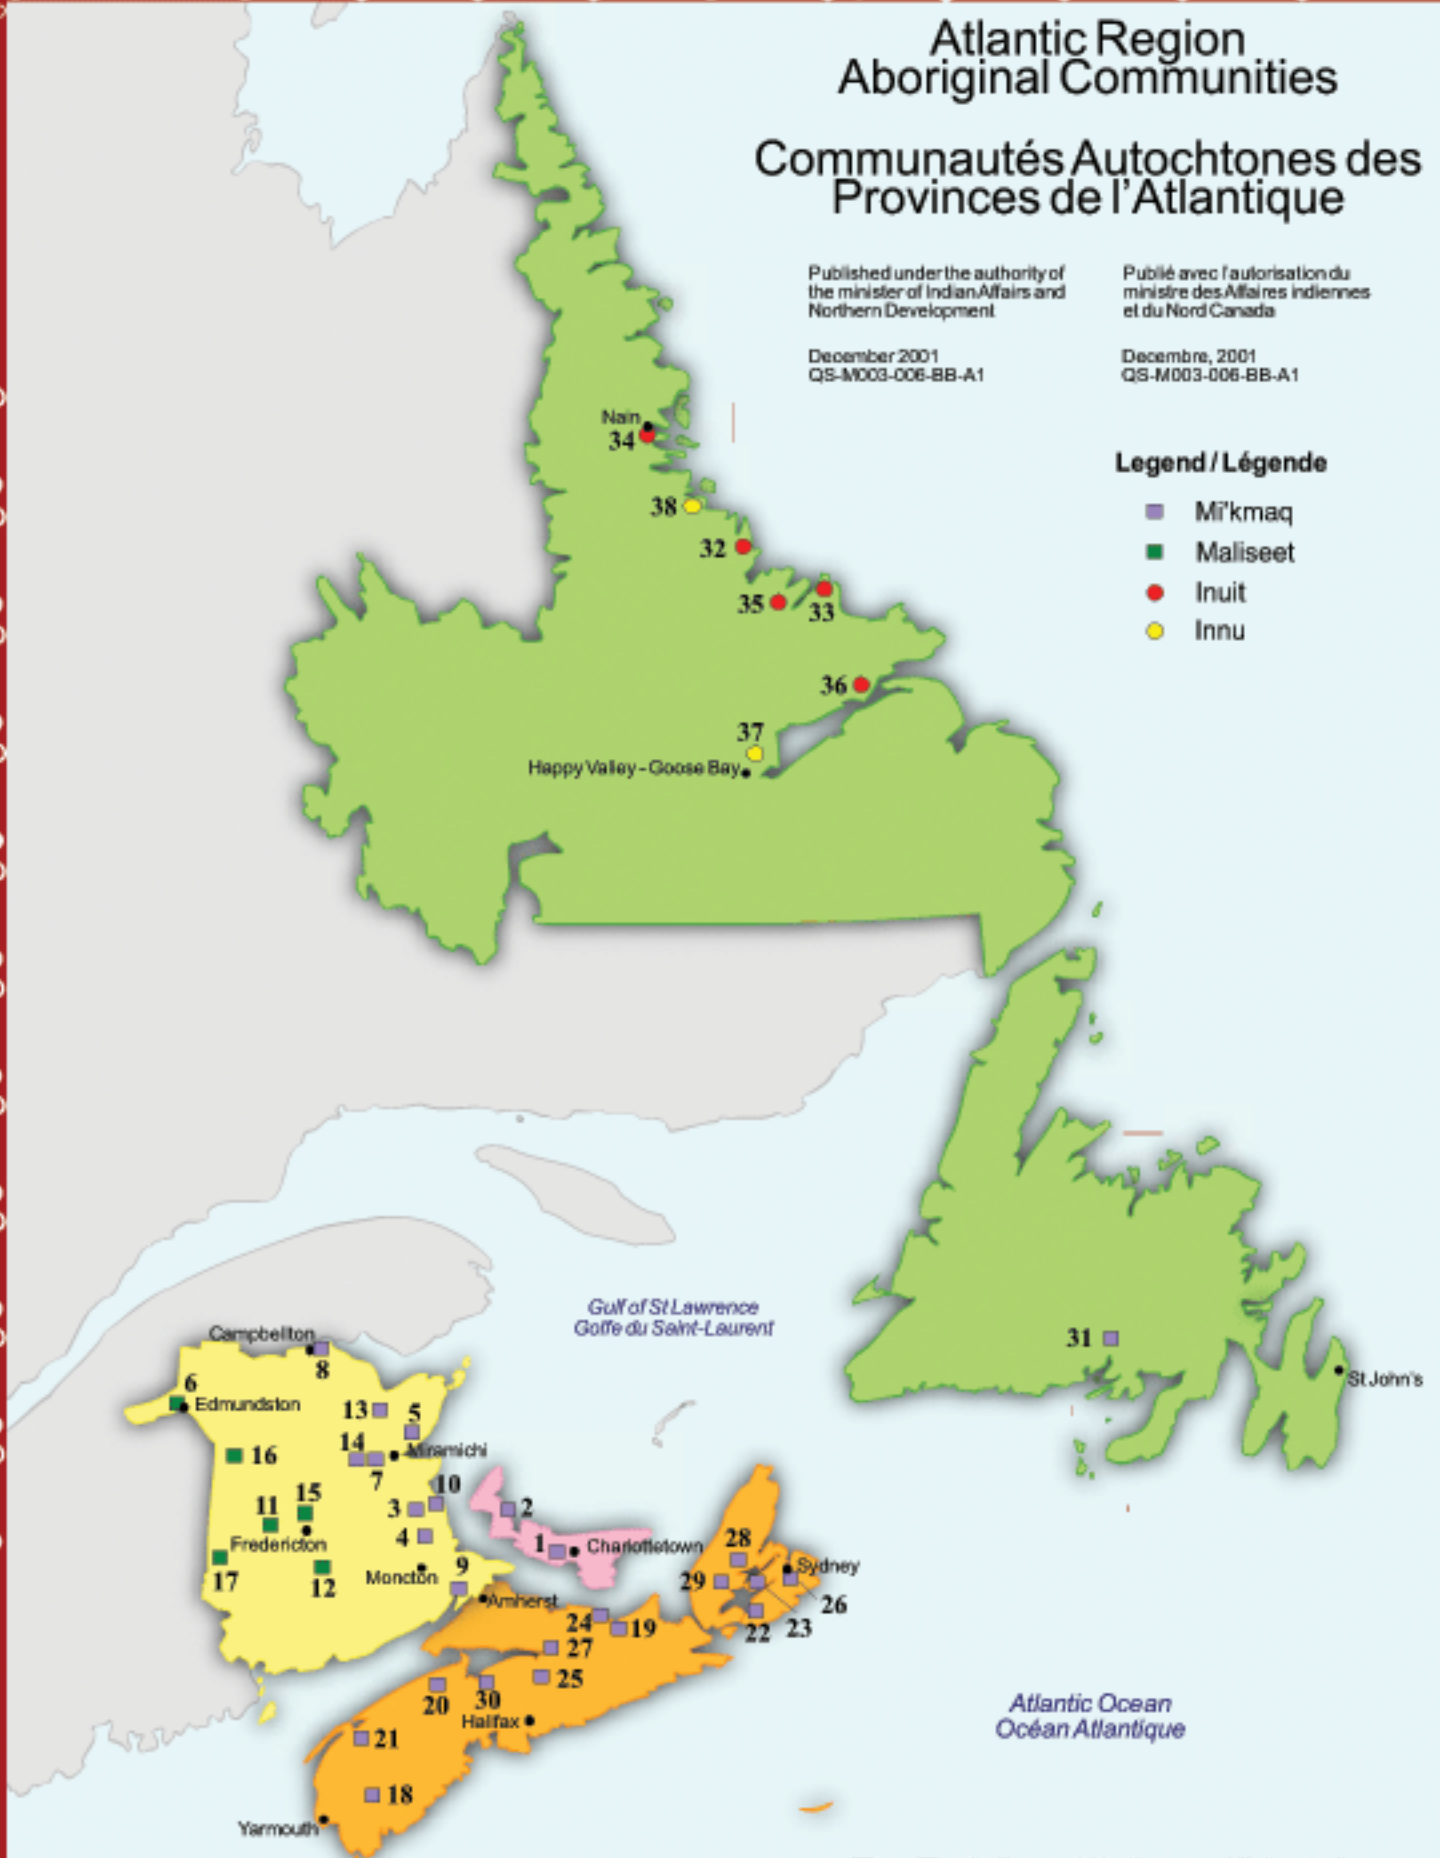 Atlantic Region
Aboriginal Communities
Communautés Autochtones des
Provinces de l'Atlantique
Published under the authority of
the minister of Indian Affairs and
Northern Development
December 2001
QS-M003-006-BB-A1
Publié avec l'autorisation du
ministre des Affaires indiennes
et du Nord Canada
Decembre, 2001
QS-M003-006-BB-A1
Legend / Légende
Mi'kmaq
Maliseet
Inuit
Innu
Nain
34
38
32
35
33
36
37
Happy Valley - Goose Bay
Gulf of St Lawrence
Golfe du Saint-Laurent
31
St John's
Campbellton
8
6
Edmundston
13
5
14
Miramichi
7
16
10
15
11
3
2
Fredericton
4
1
Charlottetown
28
Sydney
17
12
Moncton
9
29
26
Amherst
24
19
22
23
27
25
20
30
Halifax
21
18
Yarmouth
Atlantic Ocean
Océan Atlantique